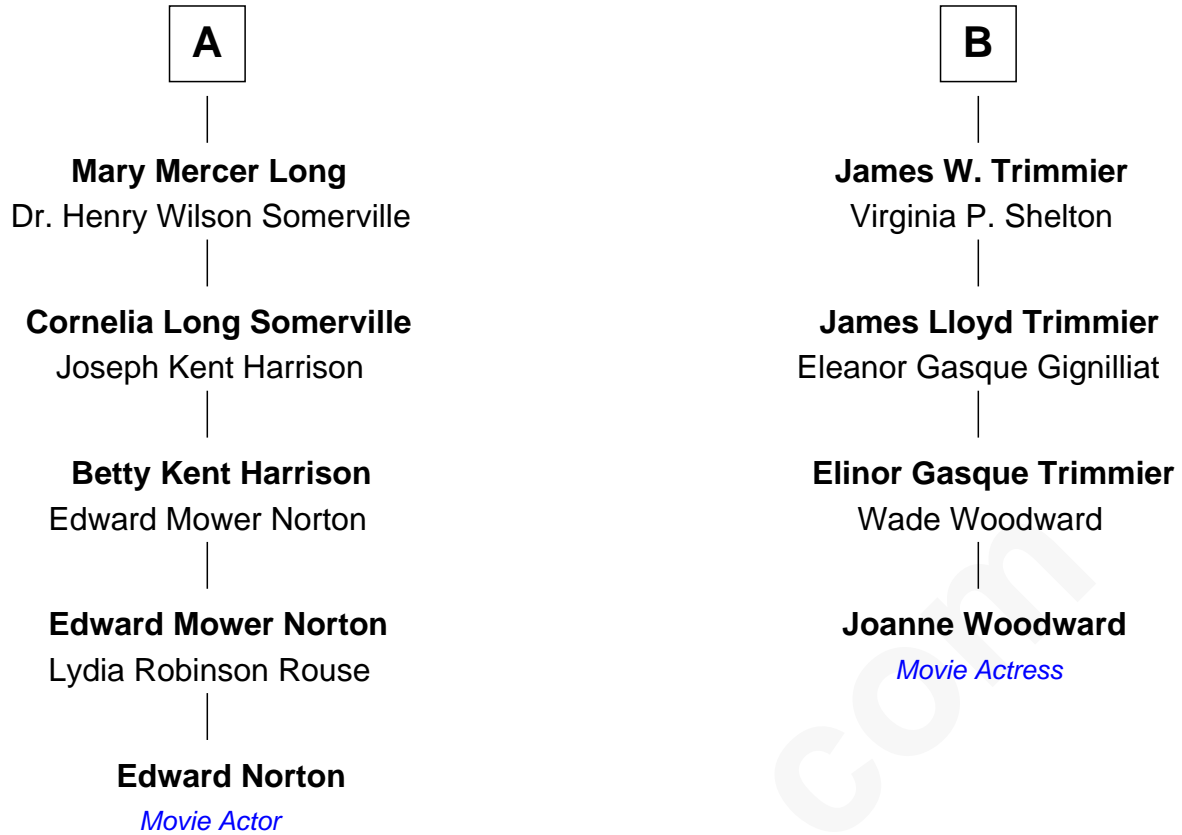 A
Mary Mercer Long
Dr. Henry Wilson Somerville
Cornelia Long Somerville
Joseph Kent Harrison
Betty Kent Harrison
Edward Mower Norton
Edward Mower Norton
Lydia Robinson Rouse
Edward Norton
Movie Actor
B
James W. Trimmier
Virginia P. Shelton
James Lloyd Trimmier
Eleanor Gasque Gignilliat
Elinor Gasque Trimmier
Wade Woodward
Joanne Woodward
Movie Actress
com